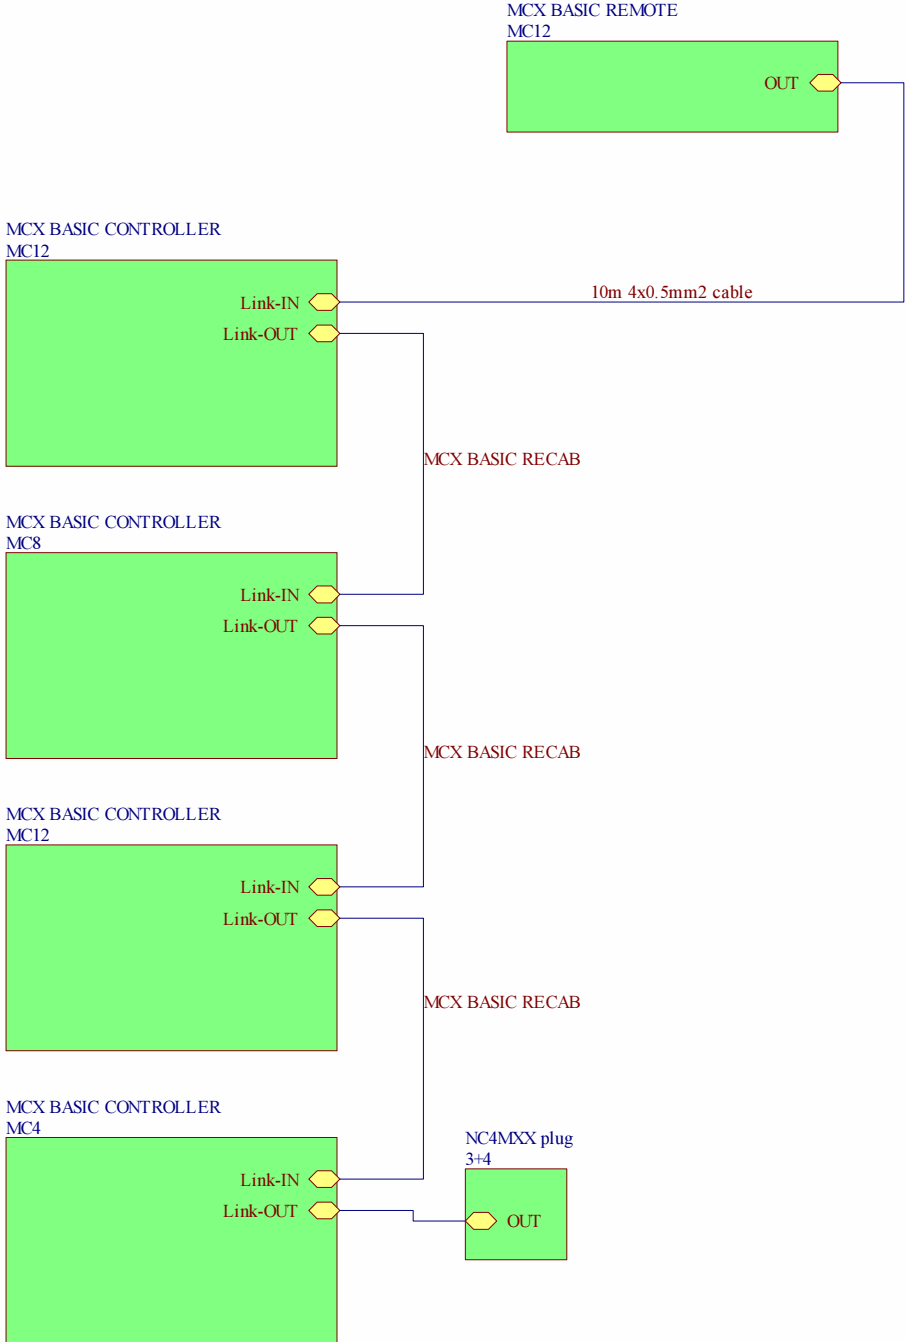 MCX BASIC REMOTE
MC12
OUT
MCX BASIC CONTROLLER
MC12
Link-IN
10m 4x0.5mm2 cable
Link-OUT
MCX BASIC RECAB
MCX BASIC CONTROLLER
MC8
Link-IN
Link-OUT
MCX BASIC RECAB
MCX BASIC CONTROLLER
MC12
Link-IN
Link-OUT
MCX BASIC RECAB
MCX BASIC CONTROLLER
MC4
NC4MXX plug
3+4
Link-IN
Link-OUT
OUT